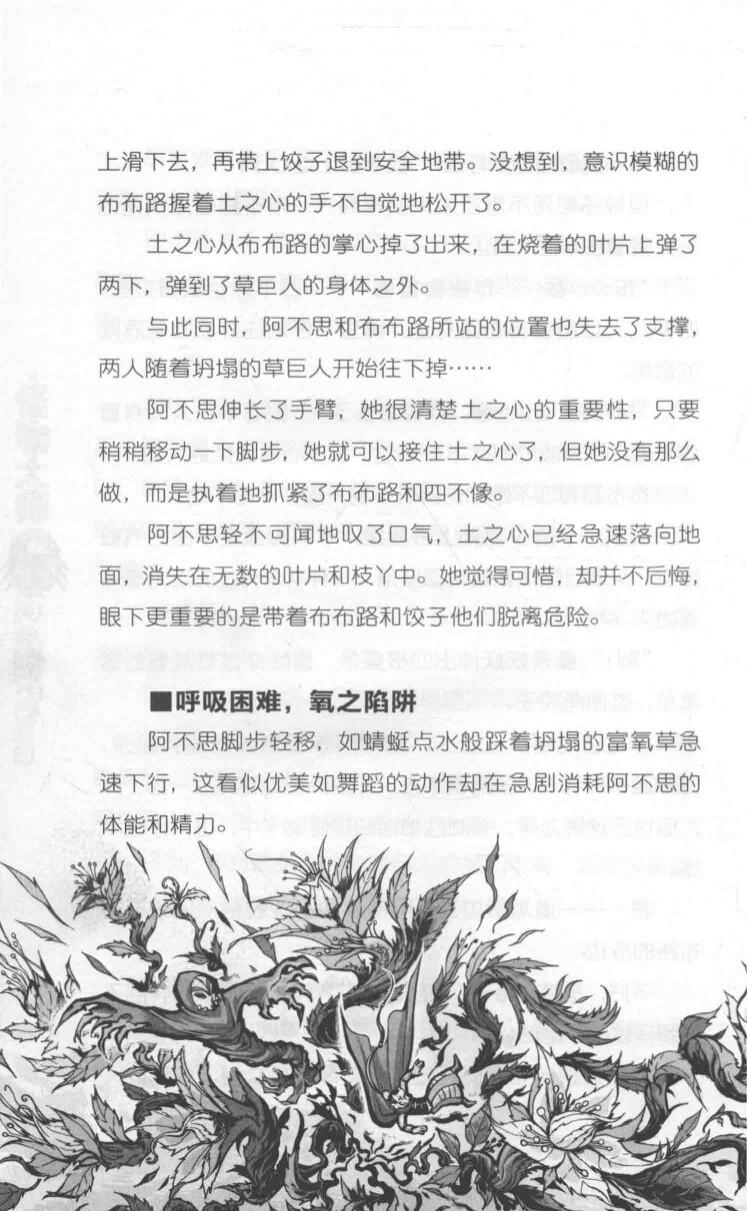 上滑下去，再带上饺子退到安全地带。没想到，意识模糊的
布布路握着土之心的手不自觉地松开了。
土之心从布布路的掌心掉了出来，在烧着的叶片上弹了
两下，弹到了草巨人的身体之外。
与此同时，阿不思和布布路所站的位置也失去了支撑，
两人随着坍塌的草巨人开始往下掉……
阿不思伸长了手臂，她很清楚土之心的重要性，只要
稍稍移动一下脚步，她就可以接住土之心了，但她没有那么
做，而是执着地抓紧了布布路和四不像。
阿不思轻不可闻地叹了口气，土之心已经急速落向地
面，消失在无数的叶片和枝丫中。她觉得可惜，却并不后悔，
眼下更重要的是带着布布路和饺子他们脱离危险。
■呼吸困难，氧之陷阱
阿不思脚步轻移，如蜻蜓点水般踩着坍塌的富氧草急
速下行，这看似优美如舞蹈的动作却在急剧消耗阿不思的
体能和精力。